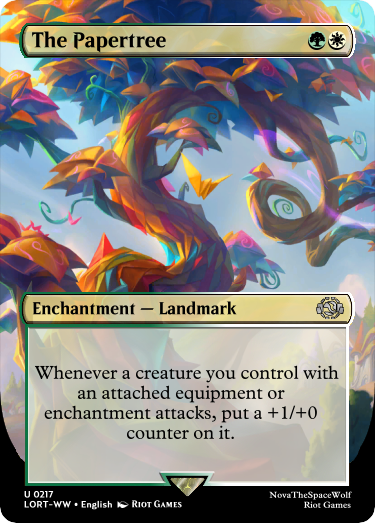 The Papertree
Enchantment — Landmark
Whenever a creature you control with
an attached equipment or
enchantment attacks, put a +1/+0
counter on it.
U 0217
LORT-WW • English Riot Games
NovaTheSpaceWolf
Riot Games